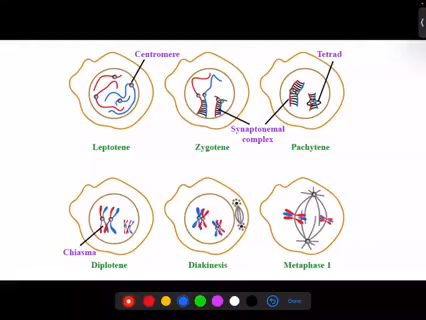 Centromere
Tetrad
Synaptonemal
complex
Leptotene
Zygotene
Pachytene
Chiasma
Diplotene
Diakinesis
Metaphase 1
Done